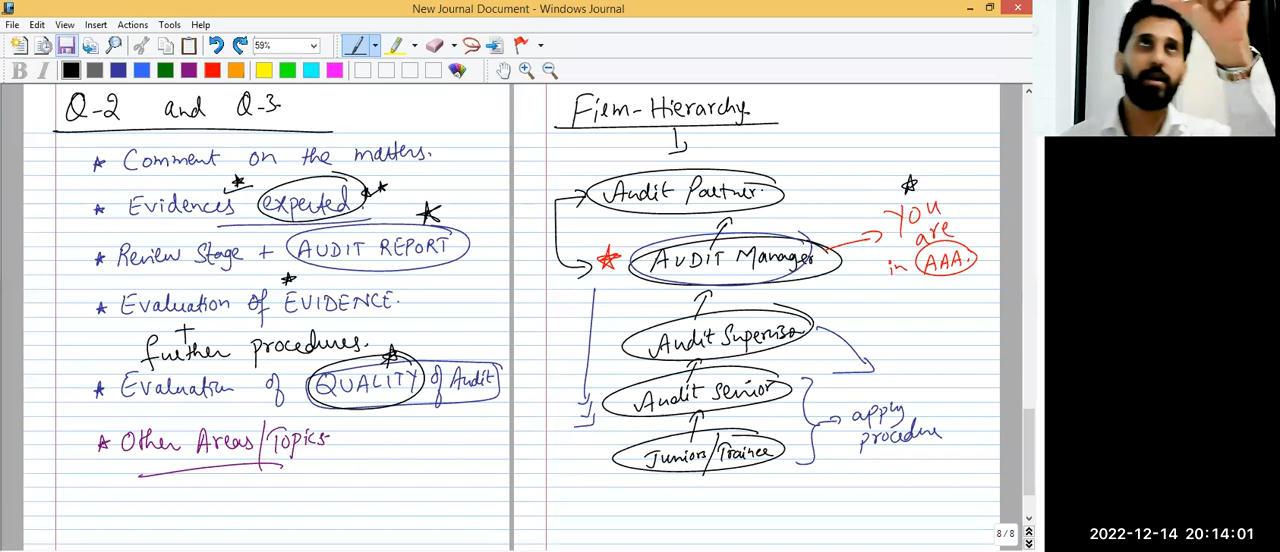 New Journal Document - Windows Journal
File Edit View Insert Actions Tools Help
59%
B I
Q-2 and Q-3
★ Comment on the matters.
★ Evidences expected
★ Review Stage + AUDIT REPORT
★ Evaluation of EVIDENCE.
+
further procedures.
★ Evaluation of QUALITY of Audit
★ Other Areas/Topics
Firm-Hierarchy
Audit Partner
AUDIT Manager
YOU
are
in AAA.
Audit Supervisor
Audit Senior
Juniors/Trainee
apply
procedure
8 / 8
2022-12-14 20:14:01